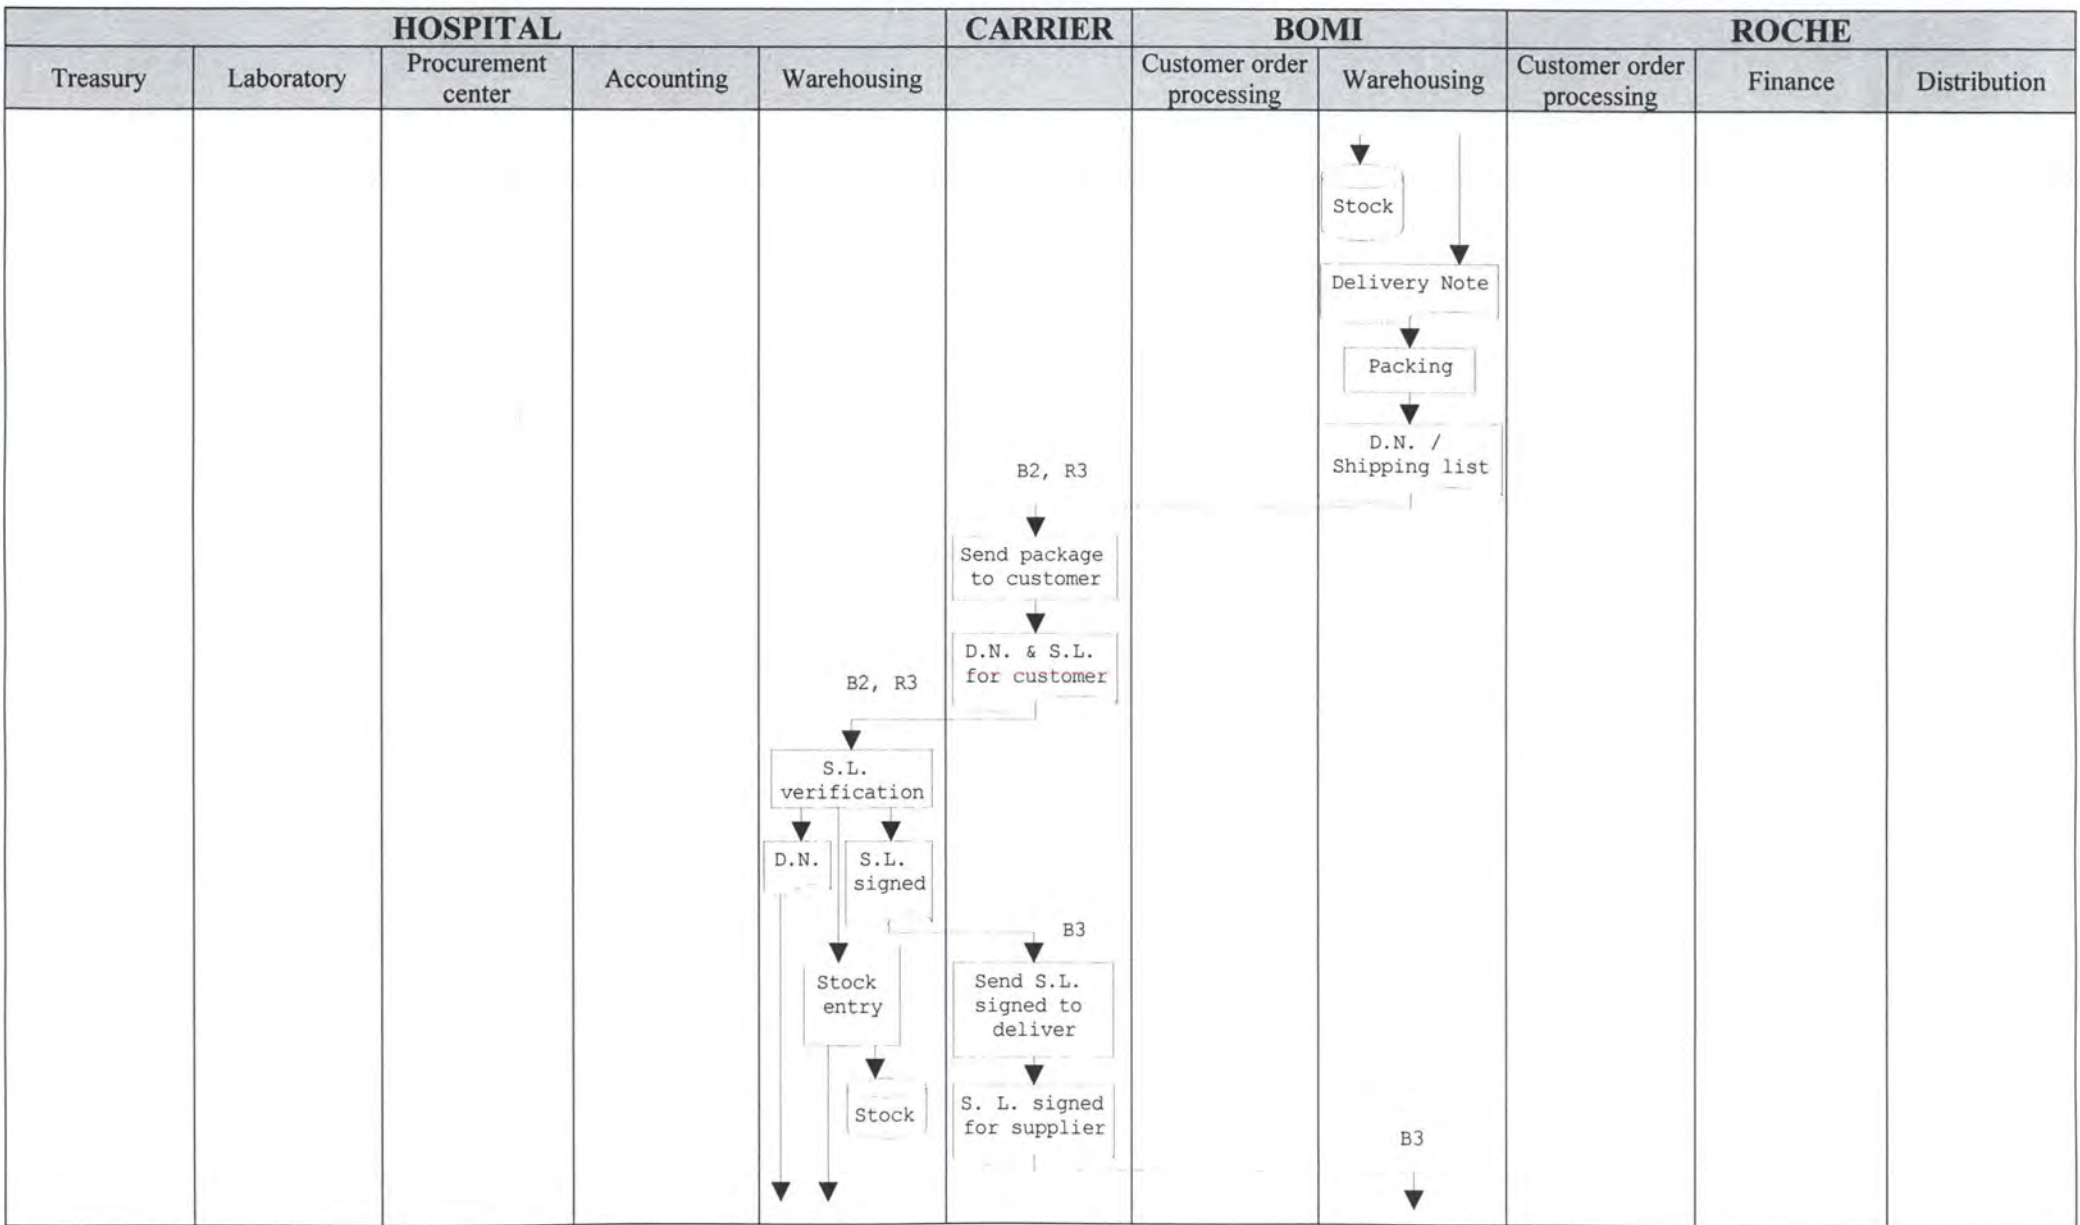 HOSPITAL CARRIER BOMI ROCHE
Treasury Laboratory Procurement center Accounting Warehousing Customer order processing Warehousing Customer order processing Finance Distribution
Stock
Delivery Note
Packing
D.N. /
Shipping list
B2, R3
Send package
to customer
D.N. & S.L.
for customer
B2, R3
S.L.
verification
D.N.
S.L.
signed
B3
Stock
entry
Send S.L.
signed to
deliver
Stock
S. L. signed
for supplier
B3